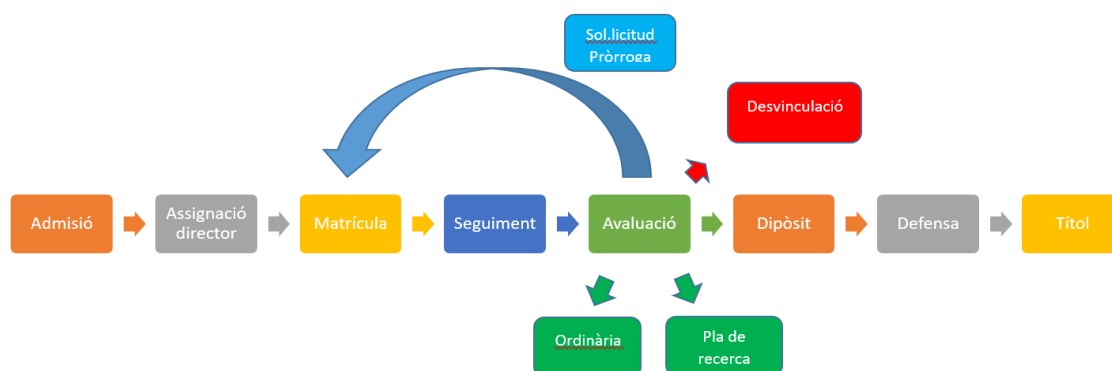 Sol.licitud
Pròrroga
Desvinculació
Admisió
Assignació
director
Matrícula
Seguiment
Avaluació
Dipòsit
Defensa
Títol
Ordinària
Pla de
recerca